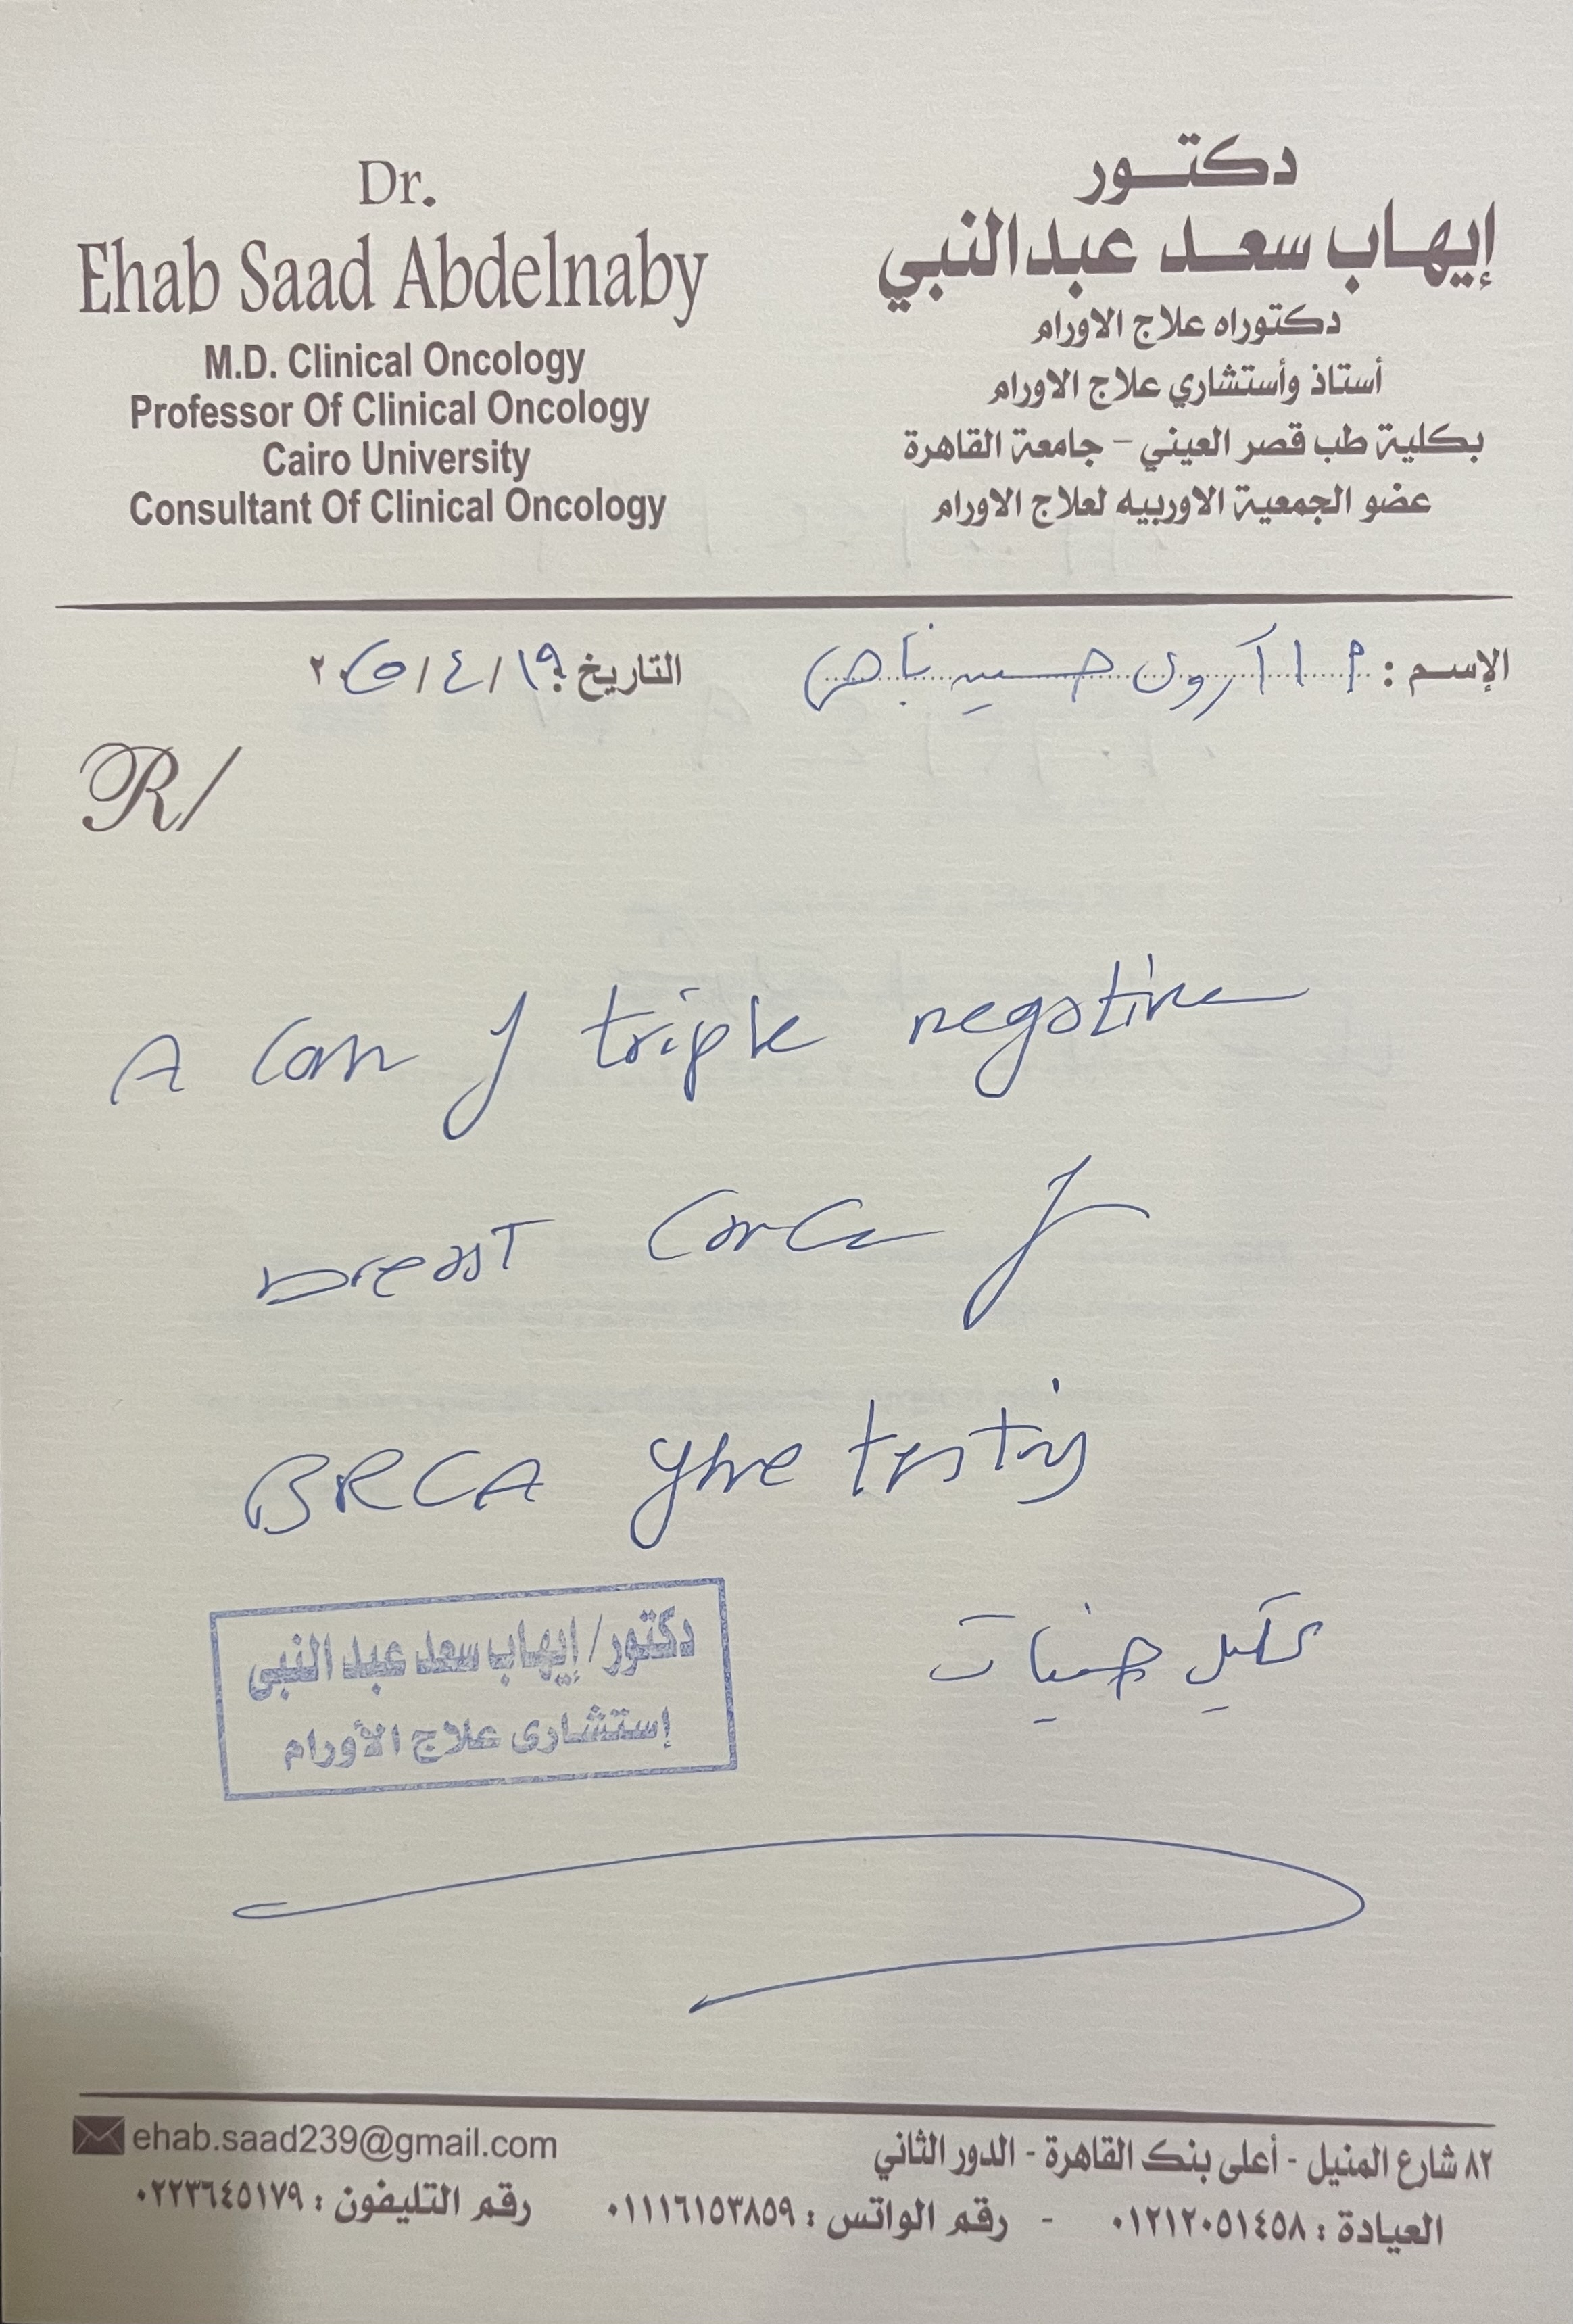 Dr.
Ehab Saad Abdelnaby
M.D. Clinical Oncology
Professor Of Clinical Oncology
Cairo University
Consultant Of Clinical Oncology
دكتور
إيهاب سعد عبدالنبي
دكتوراه علاج الاورام
أستاذ وأستشاري علاج الاورام
بكلية طب قصر العيني - جامعة القاهرة
عضو الجمعية الاوربيه لعلاج الاورام
الإسم : حسين
التاريخ : ١٩ / ٤ / ٢٠٢٥
R/
A case of triple negative
breast cancer for
BRCA gene testing
تحليل جينات
دكتور/ إيهاب سعد عبد النبى
إستشارى علاج الأورام
ehab.saad239@gmail.com
٨٢ شارع المنيل - أعلى بنك القاهرة - الدور الثاني
العيادة : ٠١٢١٢٠٥١٤٥٨ - رقم الواتس : ٠١١١٦١٥٣٨٥٩ رقم التليفون : ٠٢٢٣٦٤٥١٧٩